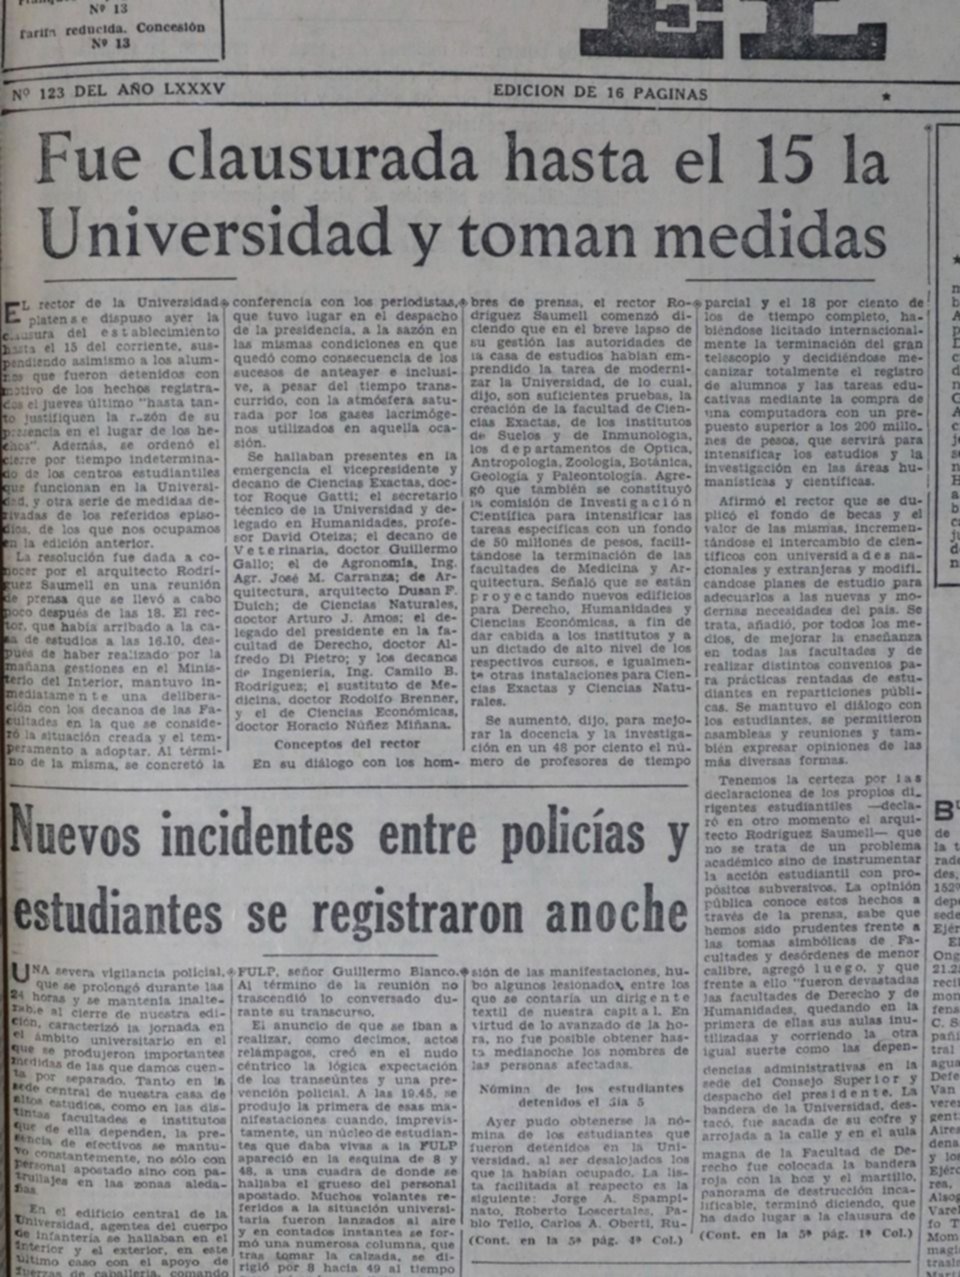 Nº 13
tarifa reducida. Concesión
Nº 13
EL
Nº 123 DEL AÑO LXXXV
EDICION DE 16 PAGINAS
Fue clausurada hasta el 15 la
Universidad y toman medidas
EL rector de la Universidad
platense dispuso ayer la
clausura del establecimiento
hasta el 15 del corriente, sus-
pendiendo asimismo a los alum-
nos que fueron detenidos con
motivo de los hechos registra-
dos el jueves último "hasta tan-
to justifiquen la razón de su
presencia en el lugar de los he-
chos". Además, se ordenó el
cierre por tiempo indetermina-
do de los centros estudiantiles
que funcionan en la Universi-
dad, y otra serie de medidas de-
rivadas de los referidos episo-
dios, de los que nos ocupamos
en la edición anterior.
La resolución fue dada a co-
nocer por el arquitecto Rodrí-
guez Saumell en una reunión
de prensa que se llevó a cabo
poco después de las 18. El rec-
tor, que había arribado a la ca-
sa de estudios a las 16.10, des-
pués de haber realizado por la
mañana gestiones en el Minis-
terio del Interior, mantuvo in-
mediatamente una delibera-
ción con los decanos de las Fa-
cultades en la que se conside-
ró la situación creada y el tem-
peramento a adoptar. Al térmi-
no de la misma, se concretó la
conferencia con los periodistas,
que tuvo lugar en el despacho
de la presidencia, a la sazón en
las mismas condiciones en que
quedó como consecuencia de los
sucesos de anteayer e inclusi-
ve, a pesar del tiempo trans-
currido, con la atmósfera satu-
rada por los gases lacrimóge-
nos utilizados en aquella oca-
sión.
Se hallaban presentes en la
emergencia el vicepresidente y
decano de Ciencias Exactas, doc-
tor Roque Gatti; el secretario
técnico de la Universidad y de-
legado en Humanidades, profe-
sor David Oteiza; el decano de
Veterinaria, doctor Guillermo
Gallo; el de Agronomía, Ing.
Agr. José M. Carranza; de Ar-
quitectura, arquitecto Dusan F.
Duich; de Ciencias Naturales,
doctor Arturo J. Amos; el de-
legado del presidente en la fa-
cultad de Derecho, doctor Al-
fredo Di Pietro; y los decanos
de Ingeniería, Ing. Camilo B.
Rodríguez; el sustituto de Me-
dicina, doctor Rodolfo Brenner,
y el de Ciencias Económicas,
doctor Horacio Núñez Miñana.
Conceptos del rector
En su diálogo con los hom-
bres de prensa, el rector Ro-
dríguez Saumell comenzó di-
ciendo que en el breve lapso de
su gestión las autoridades de
la casa de estudios habían em-
prendido la tarea de moderni-
zar la Universidad, de lo cual,
dijo, son suficientes pruebas, la
creación de la facultad de Cien-
cias Exactas, de los institutos
de Suelos y de Inmunología,
los departamentos de Optica,
Antropología, Zoología, Botánica,
Geología y Paleontología. Agre-
gó que también se constituyó
la comisión de Investigación
Científica para intensificar las
tareas específicas con un fondo
de 50 millones de pesos, facili-
tándose la terminación de las
facultades de Medicina y Ar-
quitectura. Señaló que se están
proyectando nuevos edificios
para Derecho, Humanidades y
Ciencias Económicas, a fin de
dar cabida a los institutos y a
un dictado de alto nivel de los
respectivos cursos, e igualmen-
te otras instalaciones para Cien-
cias Exactas y Ciencias Natu-
rales.
Se aumentó, dijo, para mejo-
rar la docencia y la investiga-
ción en un 48 por ciento el nú-
mero de profesores de tiempo
parcial y el 18 por ciento de
los de tiempo completo, ha-
biéndose licitado internacional-
mente la terminación del gran
telescopio y decidiéndose me-
canizar totalmente el registro
de alumnos y las tareas edu-
cativas mediante la compra de
una computadora con un pre-
puesto superior a los 200 millo-
nes de pesos, que servirá para
intensificar los estudios y la
investigación en las áreas hu-
manísticas y científicas.
Afirmó el rector que se du-
plicó el fondo de becas y el
valor de las mismas, incremen-
tándose el intercambio de cien-
tíficos con universidades na-
cionales y extranjeras y modifi-
cándose planes de estudio para
adecuarlos a las nuevas y mo-
dernas necesidades del país. Se
trata, añadió, por todos los me-
dios, de mejorar la enseñanza
en todas las facultades y de
realizar distintos convenios pa-
ra prácticas rentadas de estu-
diantes en reparticiones públi-
cas. Se mantuvo el diálogo con
los estudiantes, se permitieron
asambleas y reuniones y tam-
bién expresar opiniones de las
más diversas formas.
Tenemos la certeza por las
declaraciones de los propios di-
rigentes estudiantiles —decla-
ró en otro momento el arqui-
tecto Rodríguez Saumell— que
no se trata de un problema
académico sino de instrumentar
la acción estudiantil con pro-
pósitos subversivos. La opinión
pública conoce estos hechos a
través de la prensa, sabe que
hemos sido prudentes frente a
las tomas simbólicas de Fa-
cultades y desórdenes de menor
calibre, agregó luego, y que
frente a ello "fueron devastadas
las facultades de Derecho y de
Humanidades, quedando en la
primera de ellas sus aulas inu-
tilizadas y corriendo la otra
igual suerte como las depen-
dencias administrativas en la
sede del Consejo Superior y
despacho del presidente. La
bandera de la Universidad, des-
tacó, fue sacada de su cofre y
arrojada a la calle y en el aula
magna de la Facultad de De-
recho fue colocada la bandera
roja con la hoz y el martillo,
panorama de destrucción inca-
lificable, terminó diciendo, que
ha dado lugar a la clausura de
(Cont. en la 5ª pág. 1ª Col.)
Nuevos incidentes entre policías y
estudiantes se registraron anoche
UNA severa vigilancia policial,
que se prolongó durante las
24 horas y se mantenía inalte-
rable al cierre de nuestra edi-
ción, caracterizó la jornada en
el ámbito universitario en el
que se produjeron importantes
medidas de las que damos cuen-
ta por separado. Tanto en la
sede central de nuestra casa de
altos estudios, como en las dis-
tintas facultades e institutos
que de ella dependen, la pre-
sencia de efectivos se mantu-
vo constantemente, no sólo con
personal apostado sino con pa-
trullajes en las zonas aleda-
ñas.
En el edificio central de la
Universidad, agentes del cuerpo
de infantería se hallaban en el
interior y el exterior, en este
último caso con el apoyo de
fuerzas de caballería, comando
FULP, señor Guillermo Blanco.
Al término de la reunión no
trascendió lo conversado du-
rante su transcurso.
El anuncio de que se iban a
realizar, como decimos, actos
relámpagos, creó en el nudo
céntrico la lógica expectación
de los transeúntes y una pre-
vención policial. A las 19.45, se
produjo la primera de esas ma-
nifestaciones cuando, imprevis-
tamente, un núcleo de estudian-
tes que daba vivas a la FULP
apareció en la esquina de 8 y
48, a una cuadra de donde se
hallaba el grueso del personal
apostado. Muchos volantes re-
feridos a la situación universi-
taria fueron lanzados al aire
y en contados instantes se for-
mó una numerosa columna, que
tras tomar la calzada, se di-
rigió por 8 hacia 49 al tiempo
sión de las manifestaciones, hu-
bo algunos lesionados, entre los
que se contaría un dirigente
textil de nuestra capital. En
virtud de lo avanzado de la ho-
ra, no fue posible obtener has-
ta medianoche los nombres de
las personas afectadas.
Nómina de los estudiantes
detenidos el día 5
Ayer pudo obtenerse la nó-
mina de los estudiantes que
fueron detenidos en la Uni-
versidad, al ser desalojados los
que la habían ocupado. La lis-
ta facilitada al respecto es la
siguiente: Jorge A. Spampi-
nato, Roberto Loscertales, Pa-
blo Tello, Carlos A. Oberti, Ru-
(Cont. en la 5ª pág. 4ª Col.)